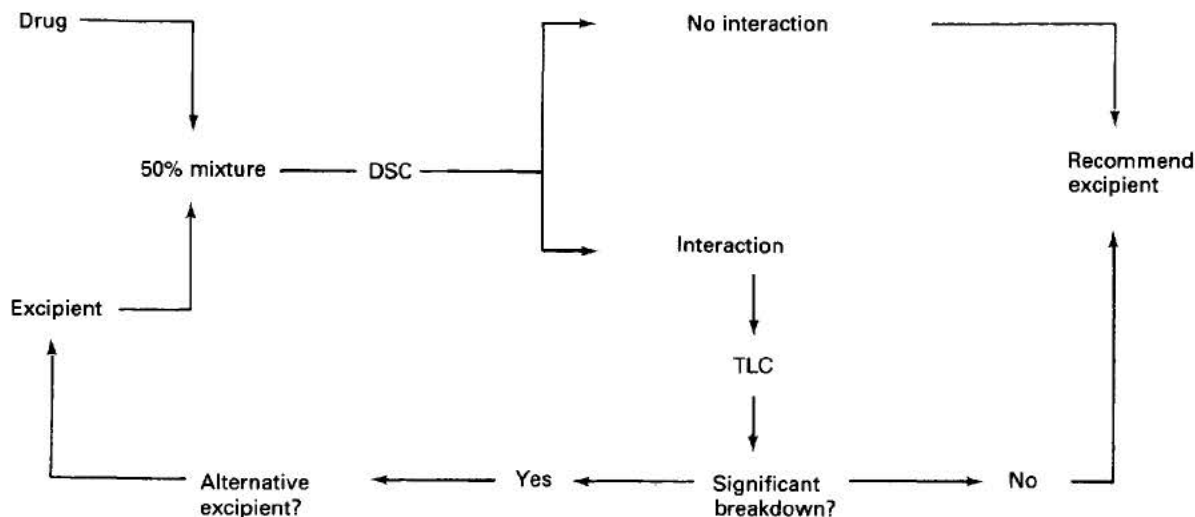 Drug
No interaction
50% mixture
DSC
Recommend
excipient
Interaction
Excipient
TLC
Alternative
excipient?
Yes
Significant
breakdown?
No